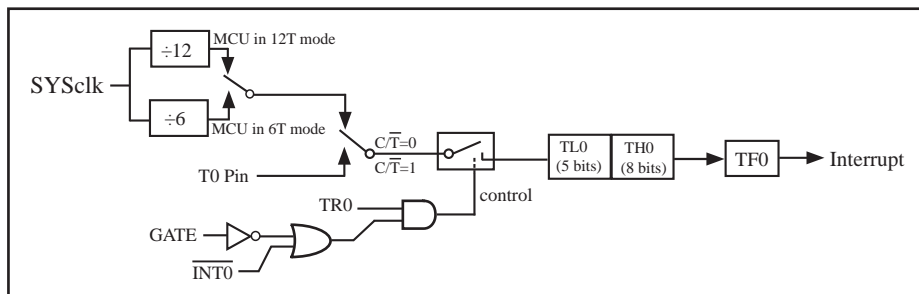 ÷12
MCU in 12T mode
SYSclk
÷6
MCU in 6T mode
C/T̅=0
C/T̅=1
T0 Pin
TL0
(5 bits)
TH0
(8 bits)
TF0
Interrupt
control
TR0
GATE
I̅N̅T̅0̅